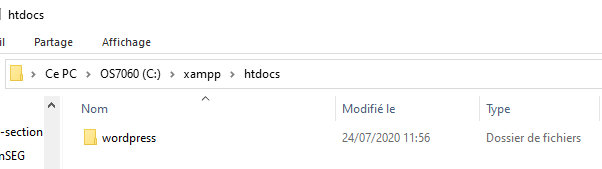 htdocs
il Partage Affichage
Ce PC > OS7060 (C:) > xampp > htdocs
Nom Modifié le Type
wordpress 24/07/2020 11:56 Dossier de fichiers
-section
nSEG